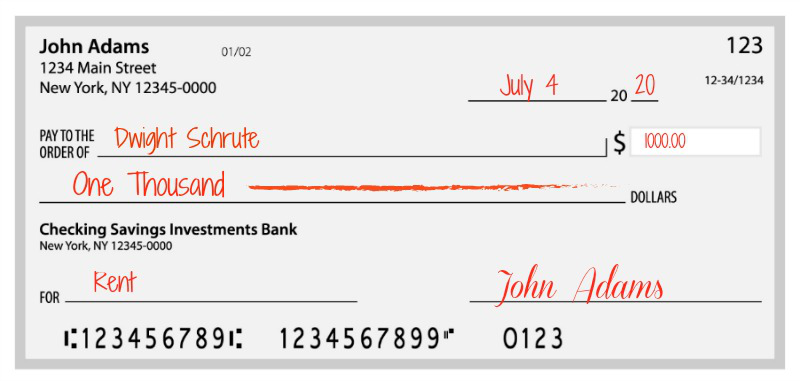 John Adams 01/02 123
1234 Main Street 12-34/1234
New York, NY 12345-0000
July 4 20 20
PAY TO THE
ORDER OF Dwight Schrute $ 1000.00
One Thousand DOLLARS
Checking Savings Investments Bank
New York, NY 12345-0000
FOR Rent John Adams
⑆123456789⑆ 1234567899⑈ 0123